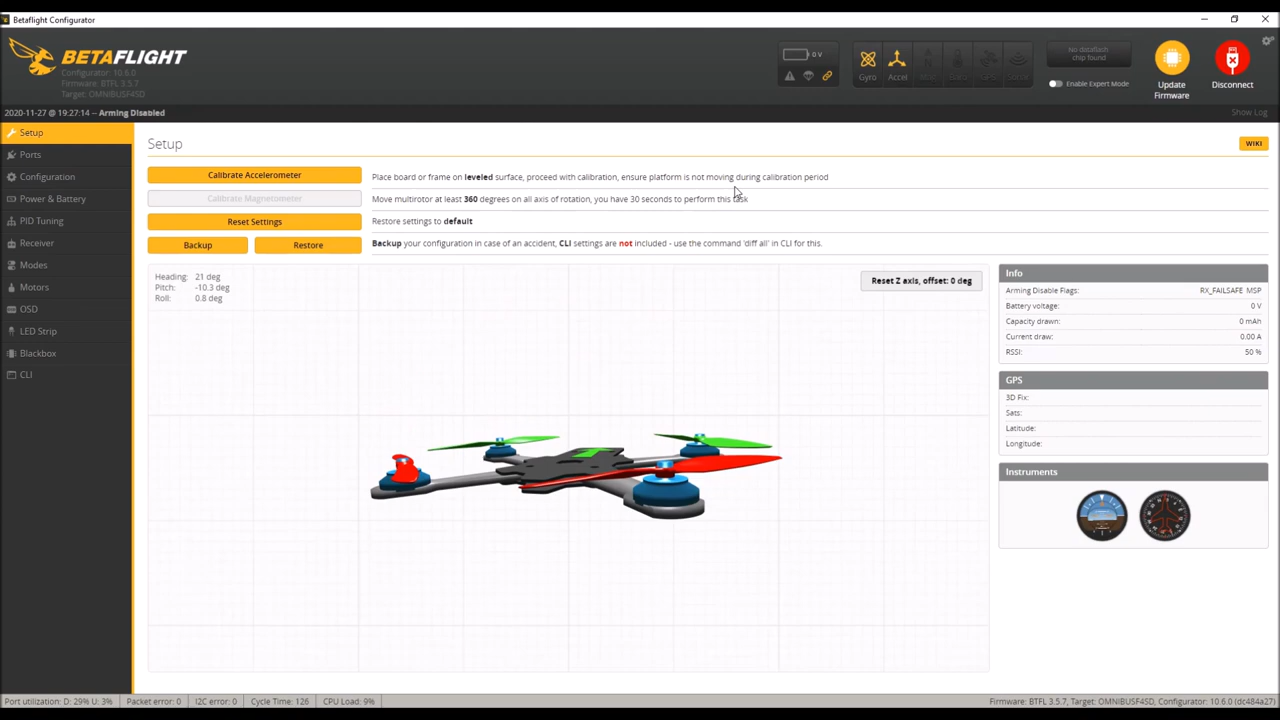 Betaflight Configurator
BETAFLIGHT
Configurator: 10.6.0
Firmware: BTFL 3.5.7
Target: OMNIBUSF4SD
0 V
Gyro
Accel
Mag
Baro
GPS
Sonar
No dataflash
chip found
Enable Expert Mode
Update
Firmware
Disconnect
2020-11-27 @ 19:27:14 -- Arming Disabled
Show Log
Setup
Ports
Configuration
Power & Battery
PID Tuning
Receiver
Modes
Motors
OSD
LED Strip
Blackbox
CLI
Setup
WIKI
Calibrate Accelerometer
Place board or frame on leveled surface, proceed with calibration, ensure platform is not moving during calibration period
Calibrate Magnetometer
Move multirotor at least 360 degrees on all axis of rotation, you have 30 seconds to perform this task
Reset Settings
Restore settings to default
Backup
Restore
Backup your configuration in case of an accident, CLI settings are not included - use the command 'diff all' in CLI for this.
Heading: 21 deg
Pitch: -10.3 deg
Roll: 0.8 deg
Reset Z axis, offset: 0 deg
Info
Arming Disable Flags: RX_FAILSAFE MSP
Battery voltage: 0 V
Capacity drawn: 0 mAh
Current draw: 0.00 A
RSSI: 50 %
GPS
3D Fix:
Sats:
Latitude:
Longitude:
Instruments
Port utilization: D: 29% U: 3%
Packet error: 0
I2C error: 0
Cycle Time: 126
CPU Load: 9%
Firmware: BTFL 3.5.7, Target: OMNIBUSF4SD, Configurator: 10.6.0 (dc484a27)